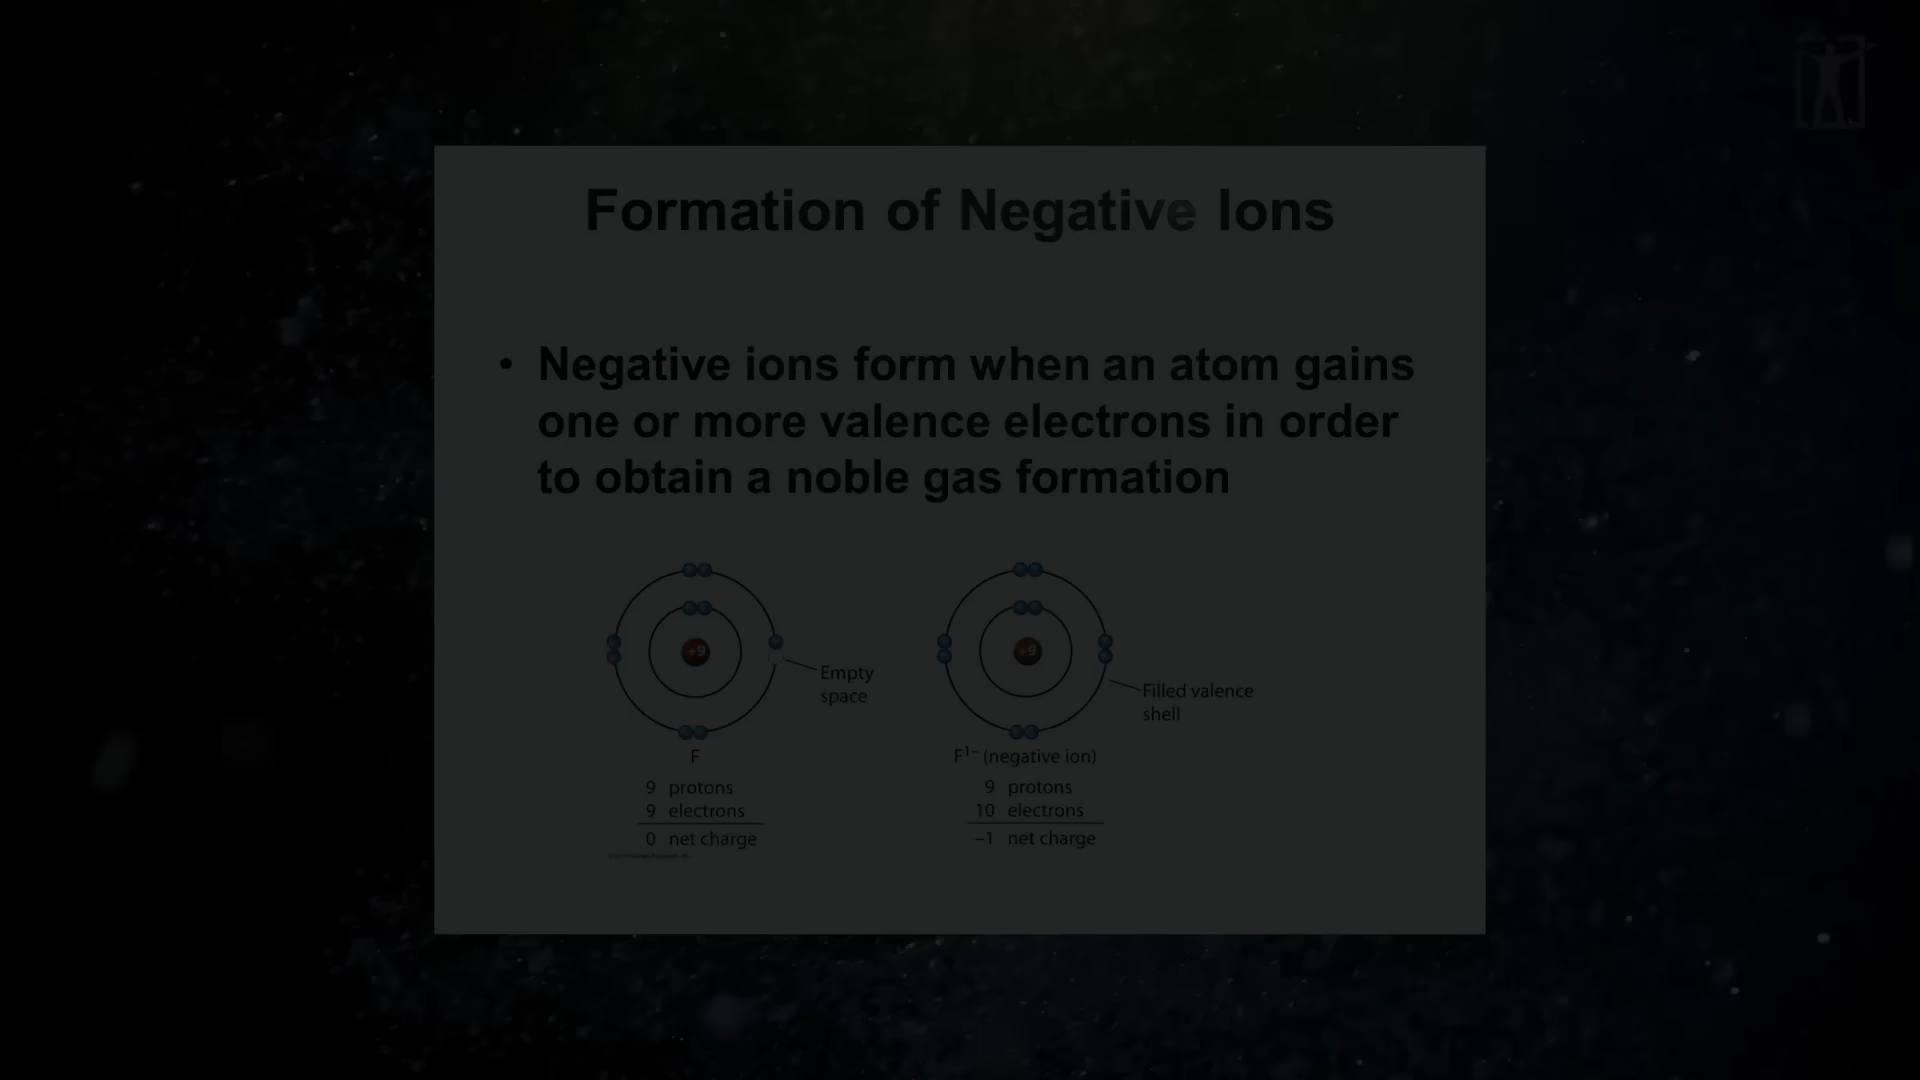 Formation of Negative Ions
• Negative ions form when an atom gains
one or more valence electrons in order
to obtain a noble gas formation
+9
Empty
space
F
9 protons
9 electrons
0 net charge
+9
Filled valence
shell
F¹⁻ (negative ion)
9 protons
10 electrons
–1 net charge